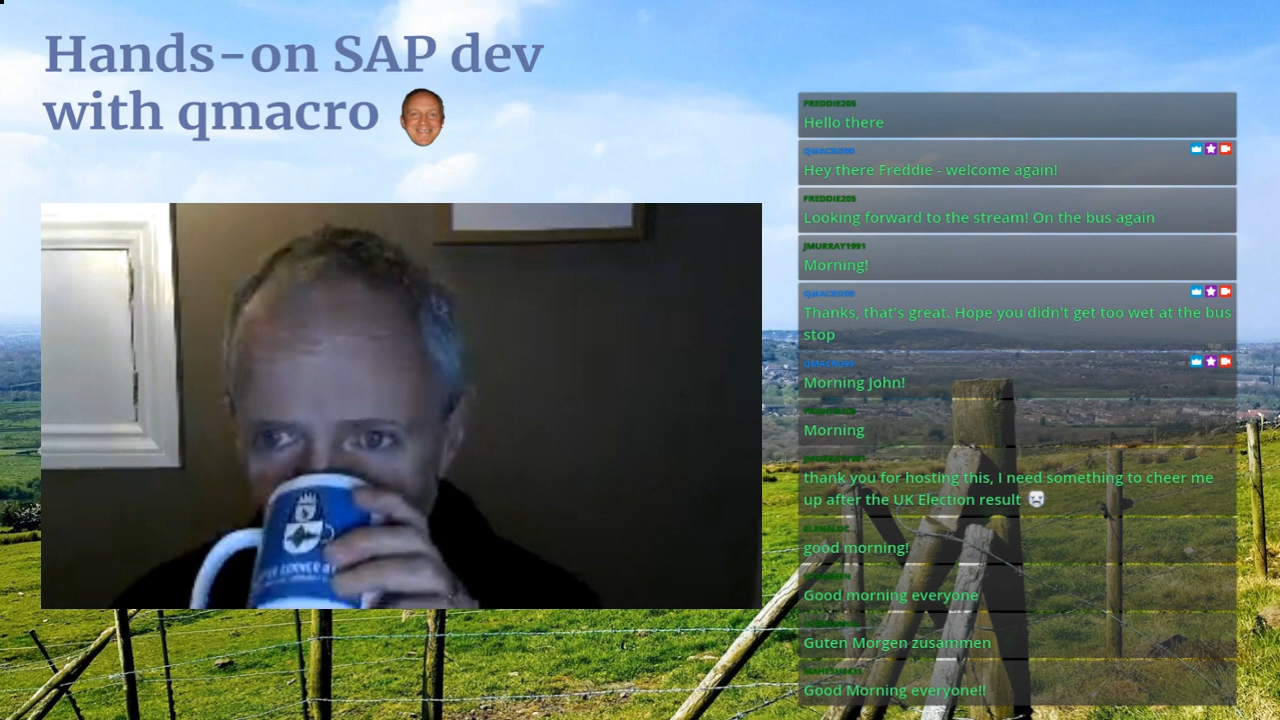 Hands-on SAP dev
with qmacro
FREDDIE205
Hello there
Hey there Freddie - welcome again!
FREDDIE205
Looking forward to the stream! On the bus again
JMURRAY1991
Morning!
Thanks, that's great. Hope you didn't get too wet at the bus
stop
Morning John!
Morning
thank you for hosting this, I need something to cheer me
up after the UK Election result
good morning!
Good morning everyone
Guten Morgen zusammen
Good Morning everyone!!